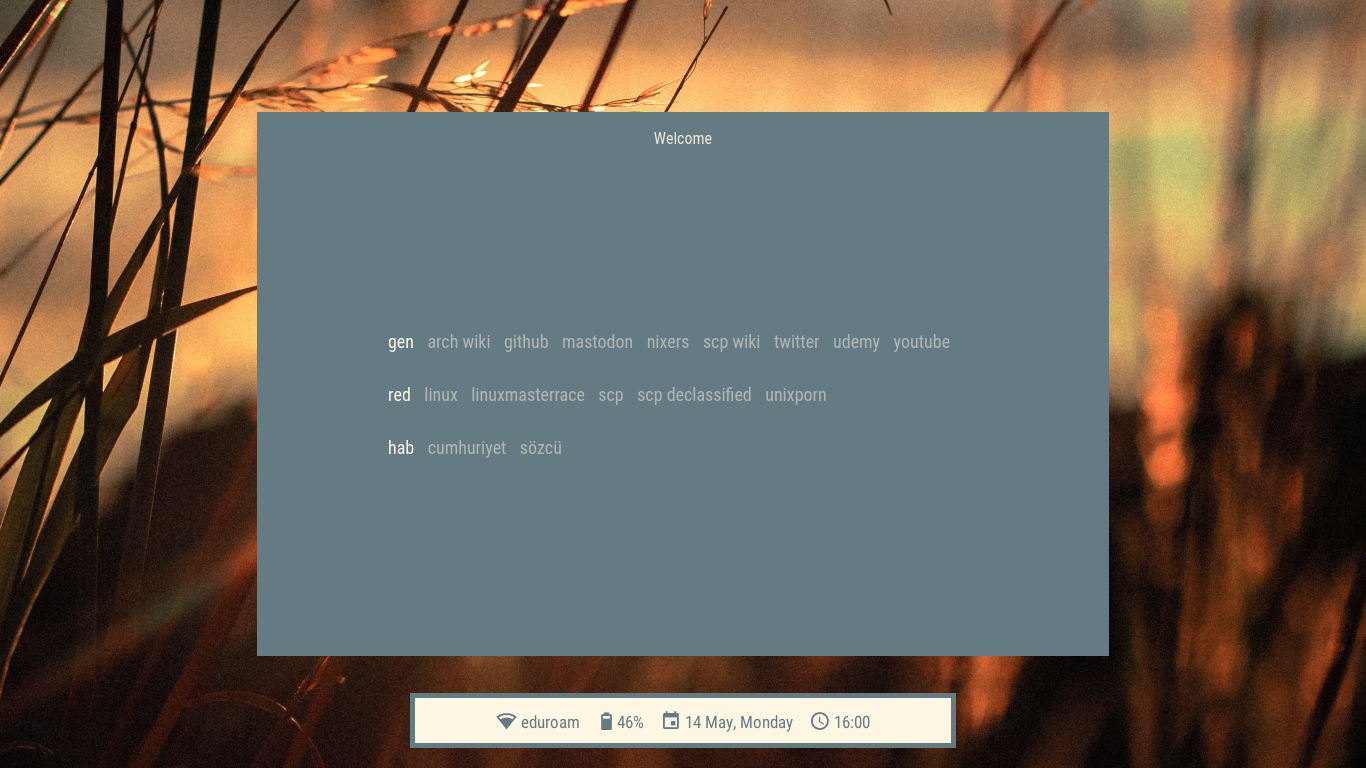 Welcome
gen arch wiki github mastodon nixers scp wiki twitter udemy youtube
red linux linuxmasterrace scp scp declassified unixporn
hab cumhuriyet sözcü
eduroam 46% 14 May, Monday 16:00